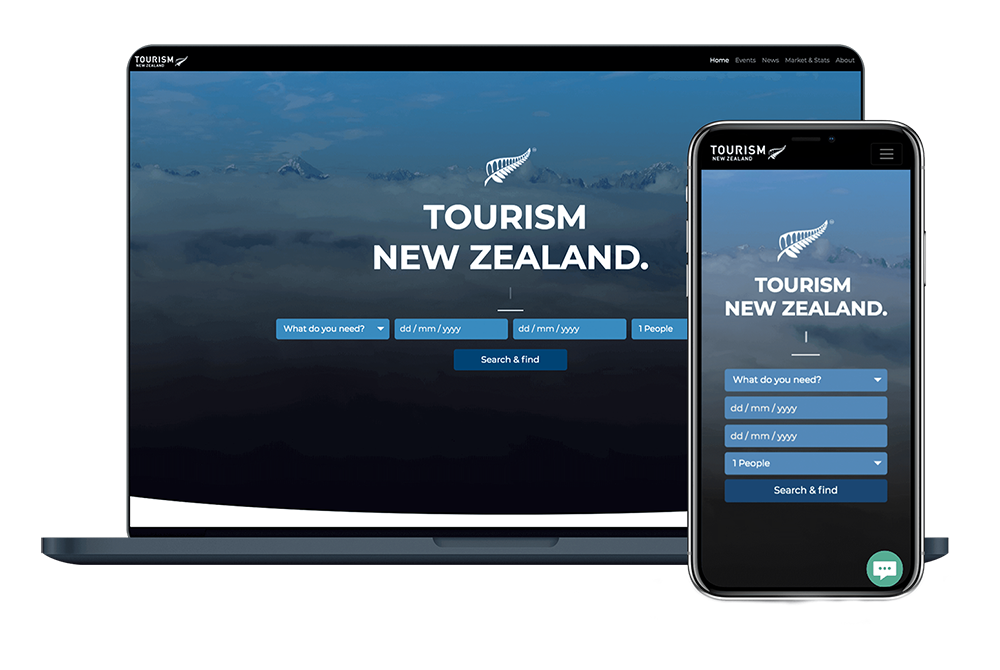 TOURISM
NEW ZEALAND
Home Events News Market & Stats About
TOURISM
NEW ZEALAND.
What do you need? dd / mm / yyyy dd / mm / yyyy 1 People
Search & find
TOURISM
NEW ZEALAND
TOURISM
NEW ZEALAND.
What do you need?
dd / mm / yyyy
dd / mm / yyyy
1 People
Search & find